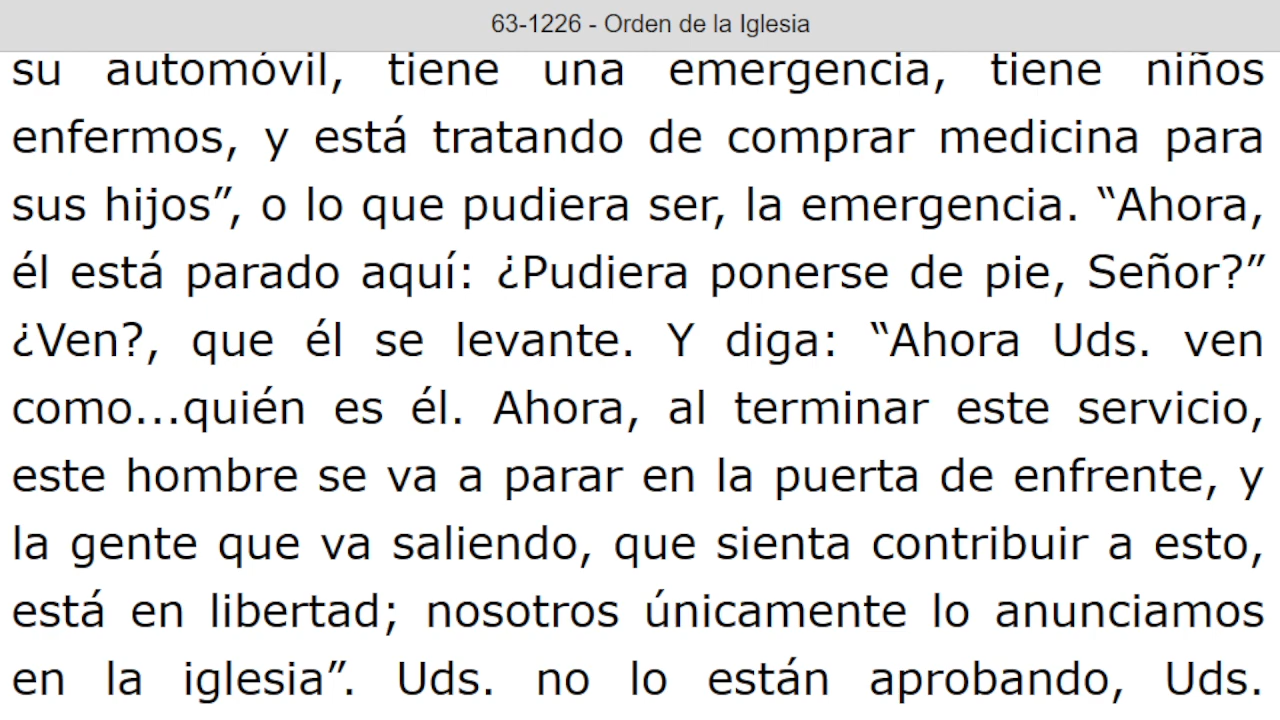 63-1226 - Orden de la Iglesia
su automóvil, tiene una emergencia, tiene niños
enfermos, y está tratando de comprar medicina para
sus hijos”, o lo que pudiera ser, la emergencia. “Ahora,
él está parado aquí: ¿Pudiera ponerse de pie, Señor?”
¿Ven?, que él se levante. Y diga: “Ahora Uds. ven
como...quién es él. Ahora, al terminar este servicio,
este hombre se va a parar en la puerta de enfrente, y
la gente que va saliendo, que sienta contribuir a esto,
está en libertad; nosotros únicamente lo anunciamos
en la iglesia”. Uds. no lo están aprobando, Uds.